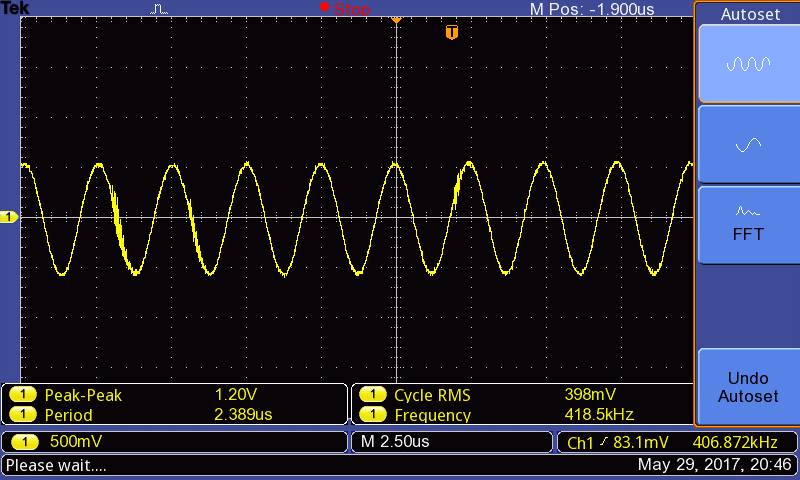 Tek
Stop
M Pos: -1.900us
Autoset
T
1
FFT
Undo
Autoset
1 Peak-Peak 1.20V
1 Period 2.389us
1 Cycle RMS 398mV
1 Frequency 418.5kHz
1 500mV
M 2.50us
Ch1 83.1mV 406.872kHz
Please wait....
May 29, 2017, 20:46